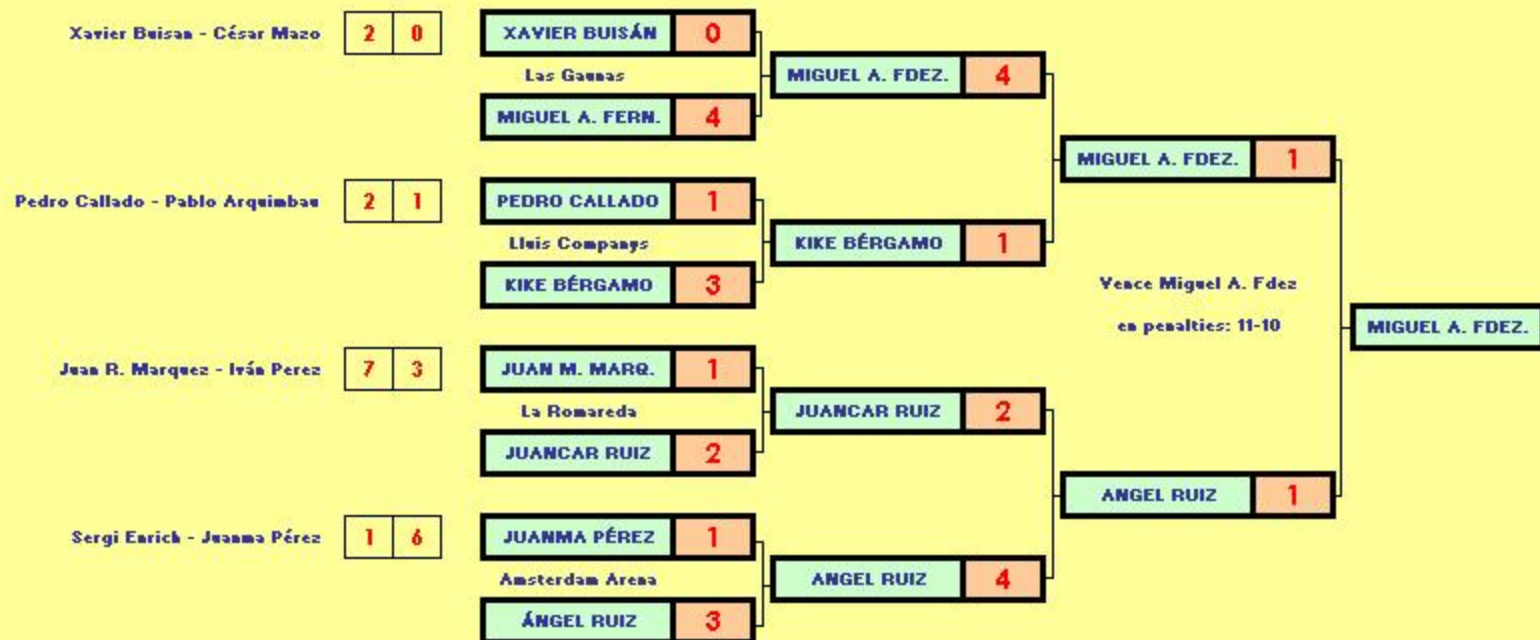 Xavier Buisan - César Mazo 2 0
XAVIER BUISÁN 0
Las Gaunas
MIGUEL A. FERN. 4
MIGUEL A. FDEZ. 4
MIGUEL A. FDEZ. 1
Pedro Callado - Pablo Arquimbau 2 1
PEDRO CALLADO 1
Lluis Companys
KIKE BÉRGAMO 3
KIKE BÉRGAMO 1
Vence Miguel A. Fdez
en penalties: 11-10
MIGUEL A. FDEZ.
Juan R. Marquez - Iván Perez 7 3
JUAN M. MARQ. 1
La Romareda
JUANCAR RUIZ 2
JUANCAR RUIZ 2
ANGEL RUIZ 1
Sergi Enrich - Juanma Pérez 1 6
JUANMA PÉREZ 1
Amsterdam Arena
ÁNGEL RUIZ 3
ANGEL RUIZ 4